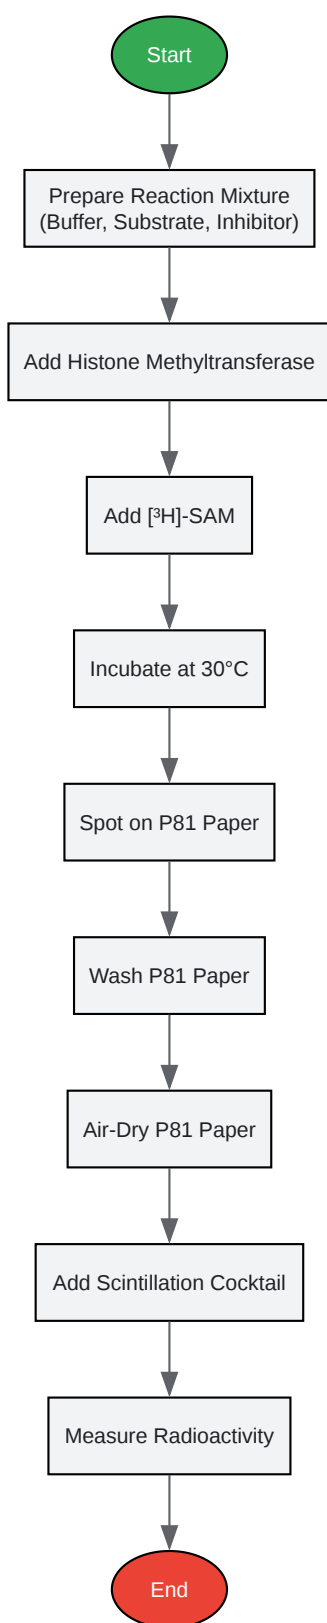 Start
Prepare Reaction Mixture
(Buffer, Substrate, Inhibitor)
Add Histone Methyltransferase
Add [³H]-SAM
Incubate at 30°C
Spot on P81 Paper
Wash P81 Paper
Air-Dry P81 Paper
Add Scintillation Cocktail
Measure Radioactivity
End